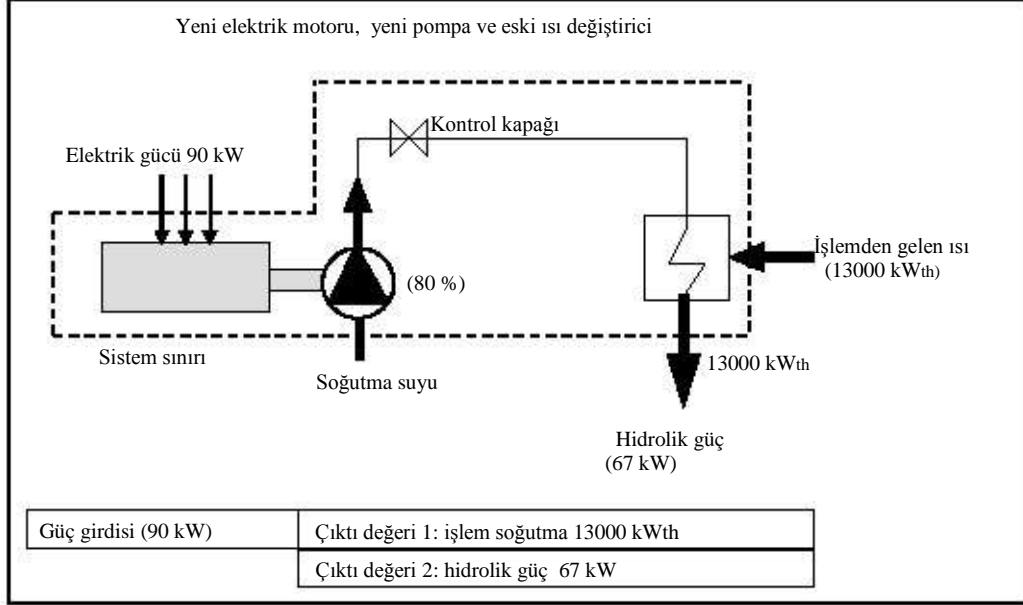 Yeni elektrik motoru, yeni pompa ve eski ısı değiştirici
Kontrol kapağı
Elektrik gücü 90 kW
İşlemden gelen ısı
(13000 kWth)
(80 %)
Sistem sınırı
Soğutma suyu
13000 kWth
Hidrolik güç
(67 kW)
Güç girdisi (90 kW)
Çıktı değeri 1: işlem soğutma 13000 kWth
Çıktı değeri 2: hidrolik güç 67 kW